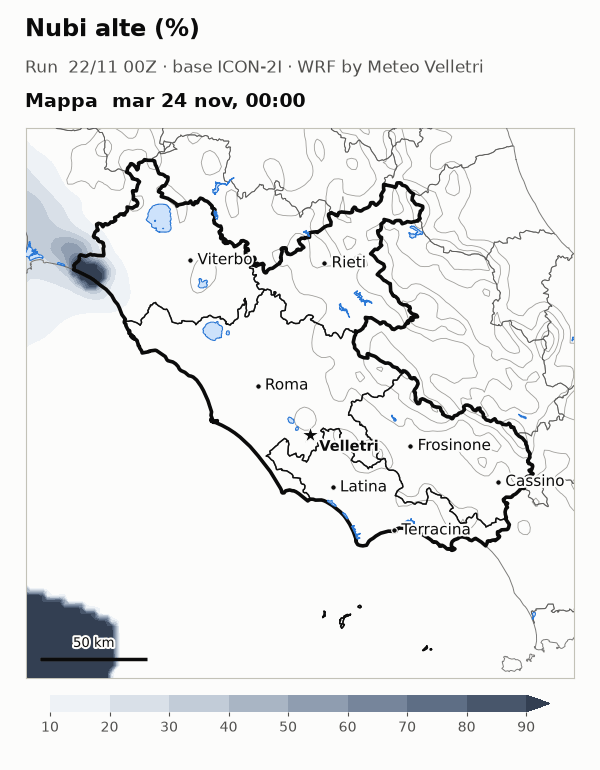 Nubi alte (%)
Run  22/11 00Z · base ICON-2I · WRF by Meteo Velletri
Mappa  mar 24 nov, 00:00
Viterbo
Rieti
Roma
Velletri
Frosinone
Latina
Cassino
Terracina
50 km
10 20 30 40 50 60 70 80 90